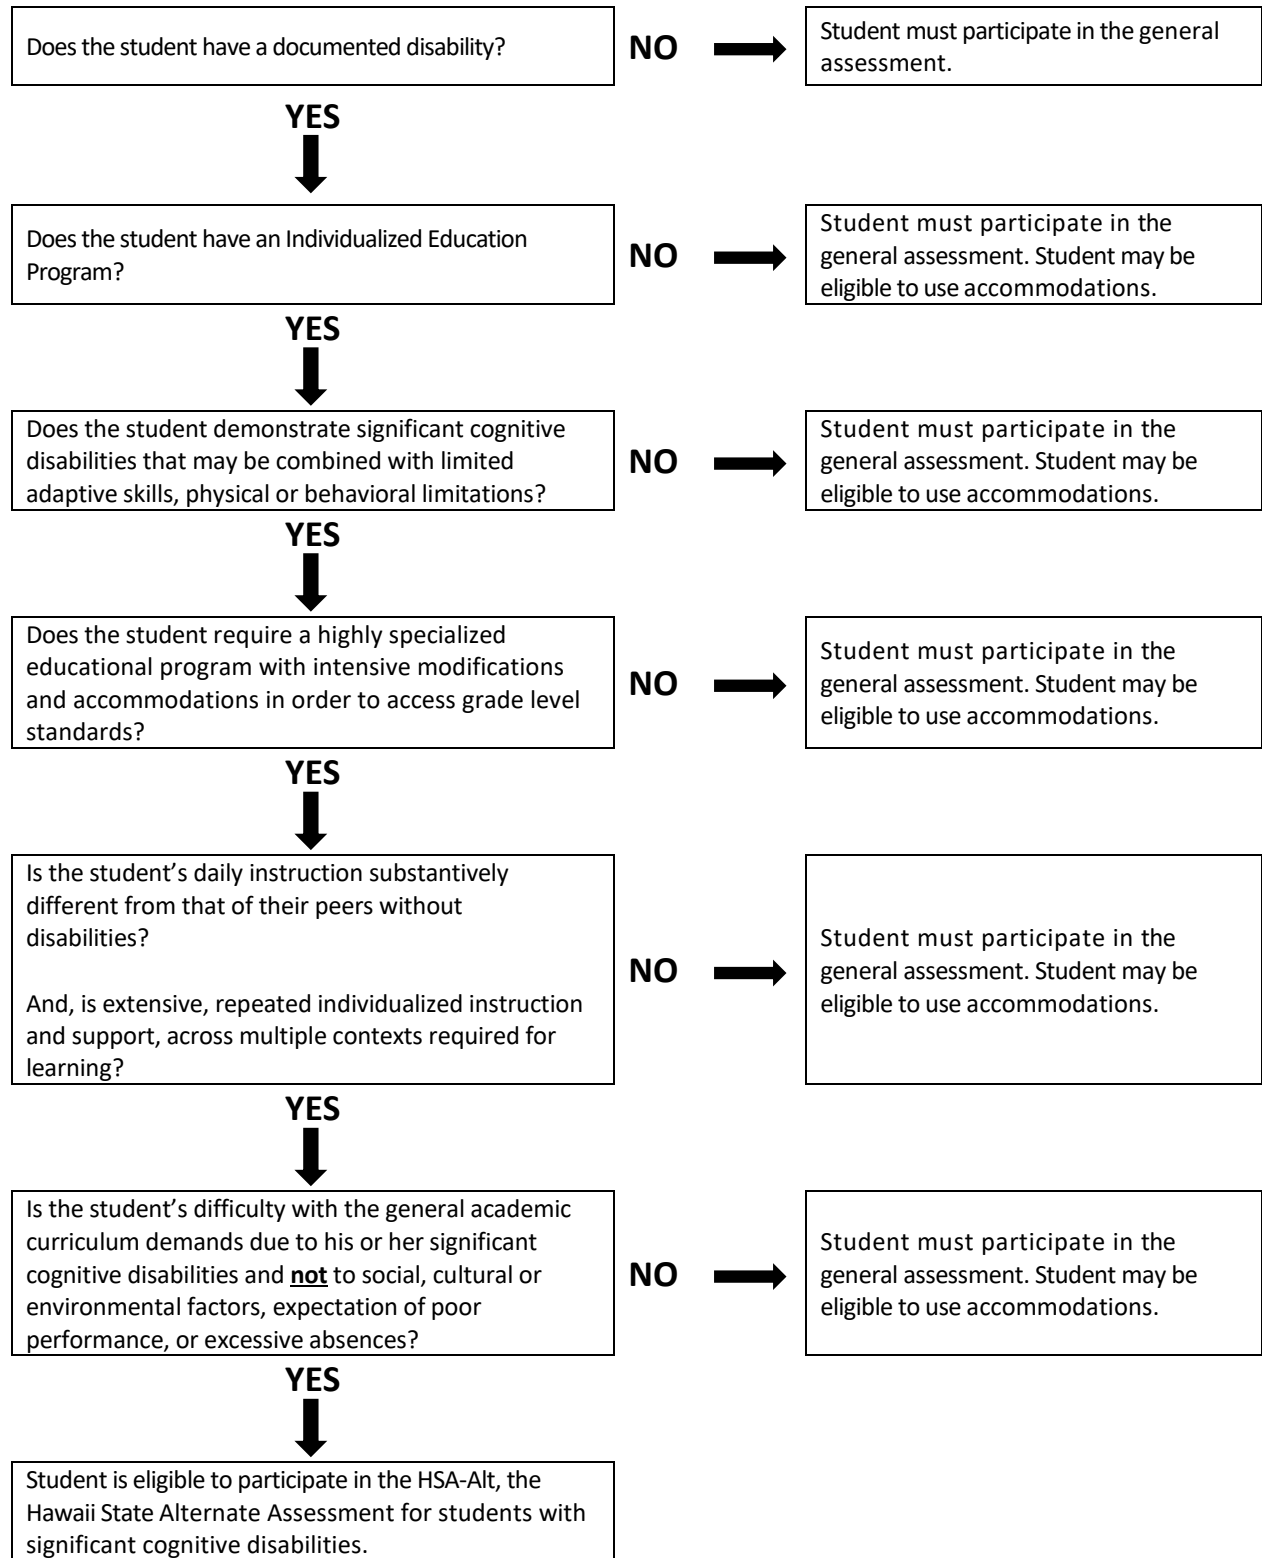 Does the student have a documented disability?
NO
Student must participate in the general
assessment.
YES
Does the student have an Individualized Education
Program?
NO
Student must participate in the
general assessment. Student may be
eligible to use accommodations.
YES
Does the student demonstrate significant cognitive
disabilities that may be combined with limited
adaptive skills, physical or behavioral limitations?
NO
Student must participate in the
general assessment. Student may be
eligible to use accommodations.
YES
Does the student require a highly specialized
educational program with intensive modifications
and accommodations in order to access grade level
standards?
NO
Student must participate in the
general assessment. Student may be
eligible to use accommodations.
YES
Is the student’s daily instruction substantively
different from that of their peers without
disabilities?
And, is extensive, repeated individualized instruction
and support, across multiple contexts required for
learning?
NO
Student must participate in the
general assessment. Student may be
eligible to use accommodations.
YES
Is the student’s difficulty with the general academic
curriculum demands due to his or her significant
cognitive disabilities and not to social, cultural or
environmental factors, expectation of poor
performance, or excessive absences?
NO
Student must participate in the
general assessment. Student may be
eligible to use accommodations.
YES
Student is eligible to participate in the HSA-Alt, the
Hawaii State Alternate Assessment for students with
significant cognitive disabilities.